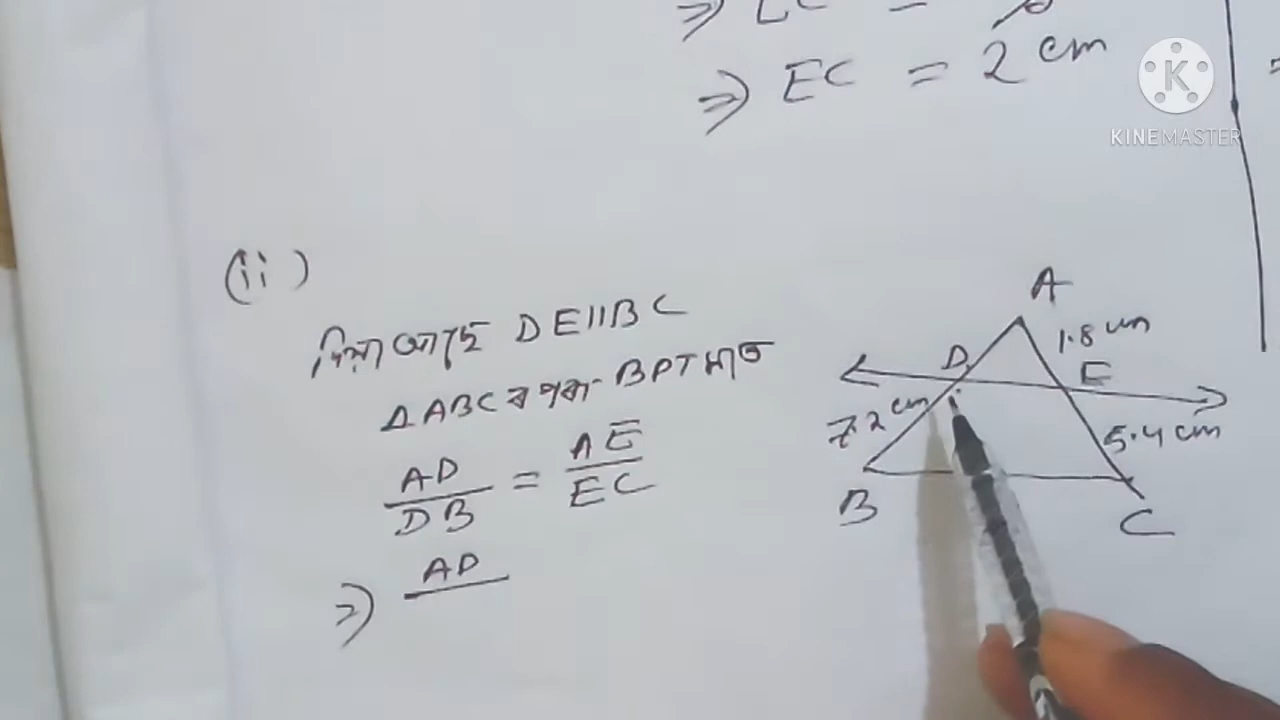 ⇒ EC = 2 cm
KINEMASTER
(ii)
দিয়া আছে DE||BC
ΔABC ৰ পৰা BPT মতে
AD/DB = AE/EC
⇒ AD
A
1.8 cm
D
E
7.2 cm
5.4 cm
B
C